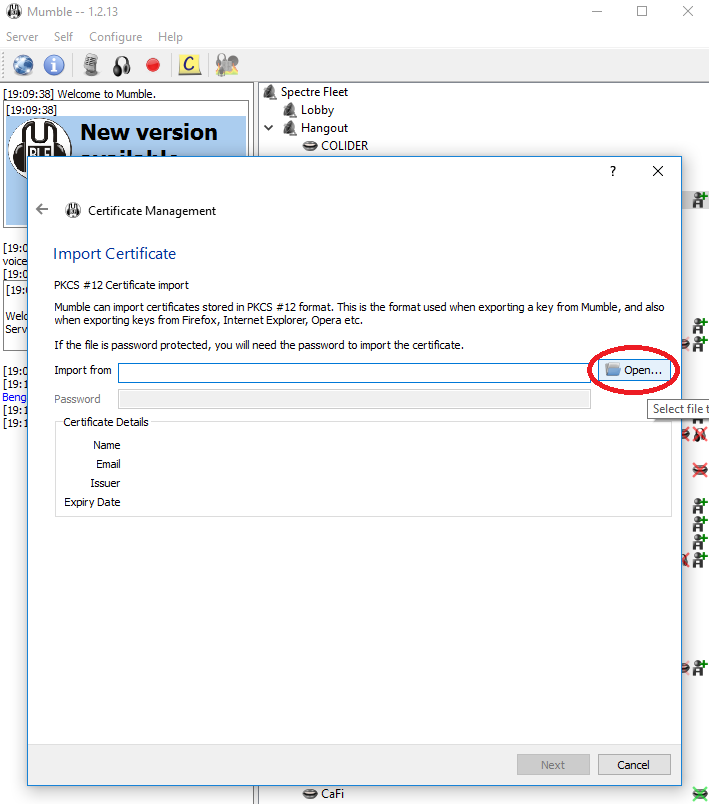 Mumble -- 1.2.13
Server Self Configure Help
C
[19:09:38] Welcome to Mumble.
[19:09:38]
New version
Spectre Fleet
Lobby
Hangout
COLIDER
?
Certificate Management
Import Certificate
PKCS #12 Certificate import
Mumble can import certificates stored in PKCS #12 format. This is the format used when exporting a key from Mumble, and also
when exporting keys from Firefox, Internet Explorer, Opera etc.
If the file is password protected, you will need the password to import the certificate.
Import from
Open...
Password
Select file t
Certificate Details
Name
Email
Issuer
Expiry Date
[19:0
voice
[19:0
[19:
Welc
Serv
[19:0
[19:1
Beng
[19:1
[19:1
Next Cancel
CaFi